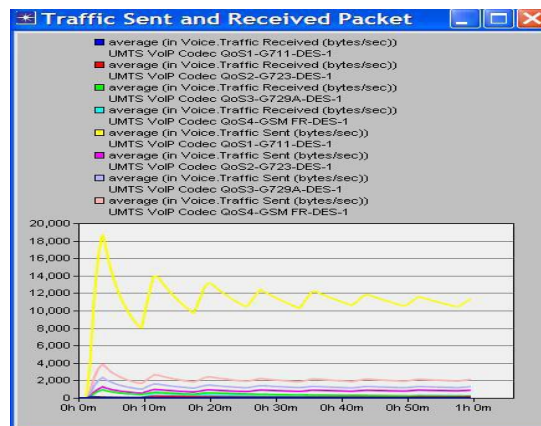 Traffic Sent and Received Packet
average (in Voice.Traffic Received (bytes/sec))
UMTS VoIP Codec QoS1-G711-DES-1
average (in Voice.Traffic Received (bytes/sec))
UMTS VoIP Codec QoS2-G723-DES-1
average (in Voice.Traffic Received (bytes/sec))
UMTS VoIP Codec QoS3-G729A-DES-1
average (in Voice.Traffic Received (bytes/sec))
UMTS VoIP Codec QoS4-GSM FR-DES-1
average (in Voice.Traffic Sent (bytes/sec))
UMTS VoIP Codec QoS1-G711-DES-1
average (in Voice.Traffic Sent (bytes/sec))
UMTS VoIP Codec QoS2-G723-DES-1
average (in Voice.Traffic Sent (bytes/sec))
UMTS VoIP Codec QoS3-G729A-DES-1
average (in Voice.Traffic Sent (bytes/sec))
UMTS VoIP Codec QoS4-GSM FR-DES-1
20,000
18,000
16,000
14,000
12,000
10,000
8,000
6,000
4,000
2,000
0
0h 0m 0h 10m 0h 20m 0h 30m 0h 40m 0h 50m 1h 0m